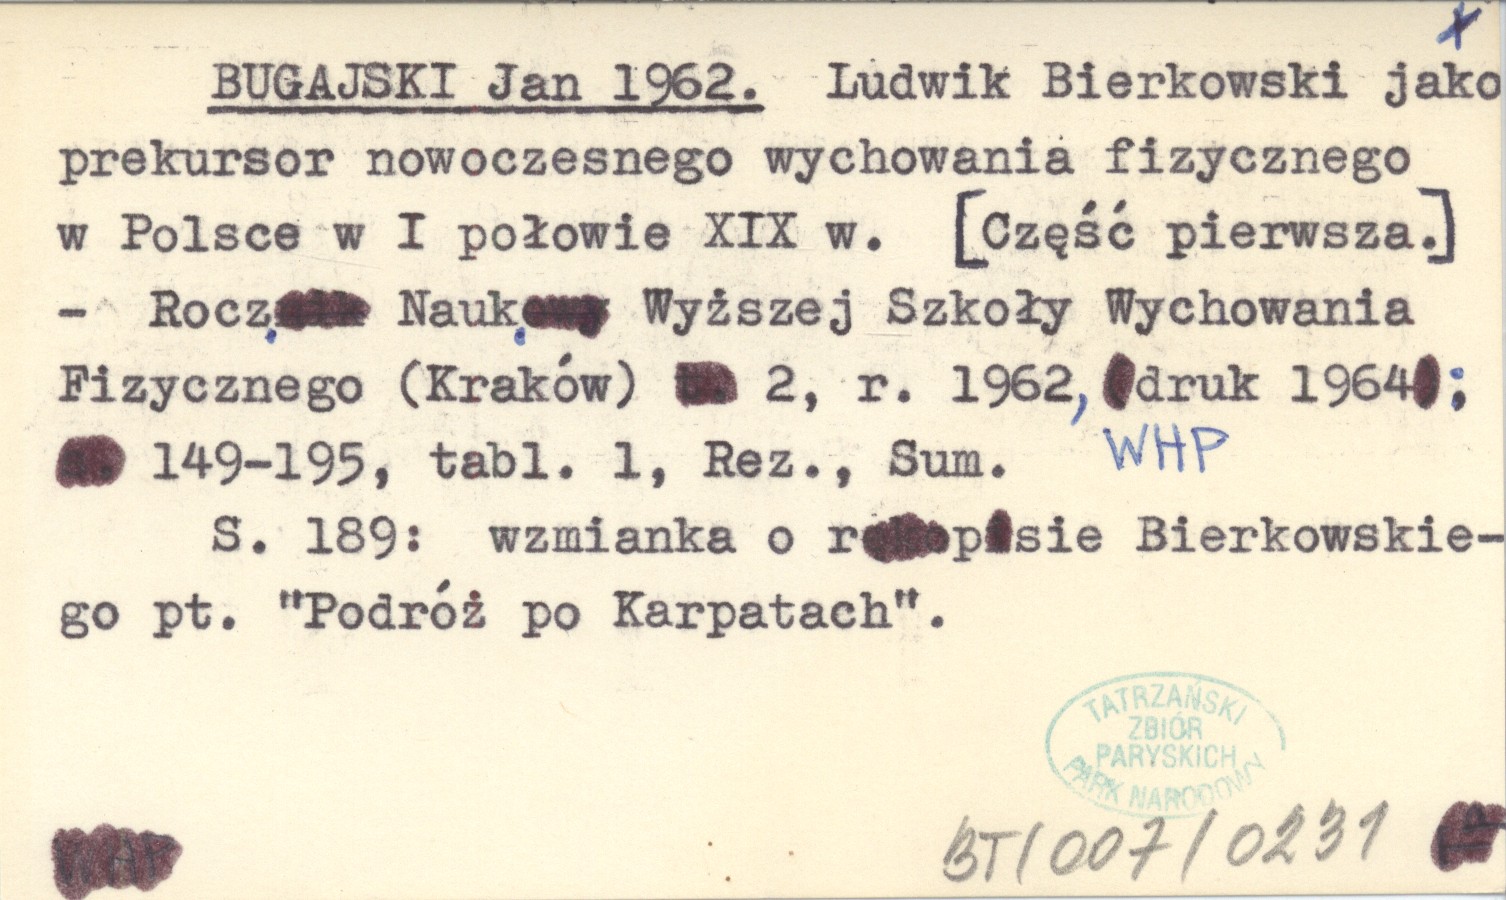 x
BUGAJSKI Jan 1962. Ludwik Bierkowski jako
prekursor nowoczesnego wychowania fizycznego
w Polsce w I połowie XIX w. [Część pierwsza.]
- Rocz. Nauk. Wyższej Szkoły Wychowania
Fizycznego (Kraków) 2, r. 1962, druk 1964;
149-195, tabl. 1, Rez., Sum. WHP
S. 189: wzmianka o r p sie Bierkowskie-
go pt. "Podróż po Karpatach".
TATRZAŃSKI
ZBIÓR
PARYSKICH
PARK NARODOWY
BT/007/0231